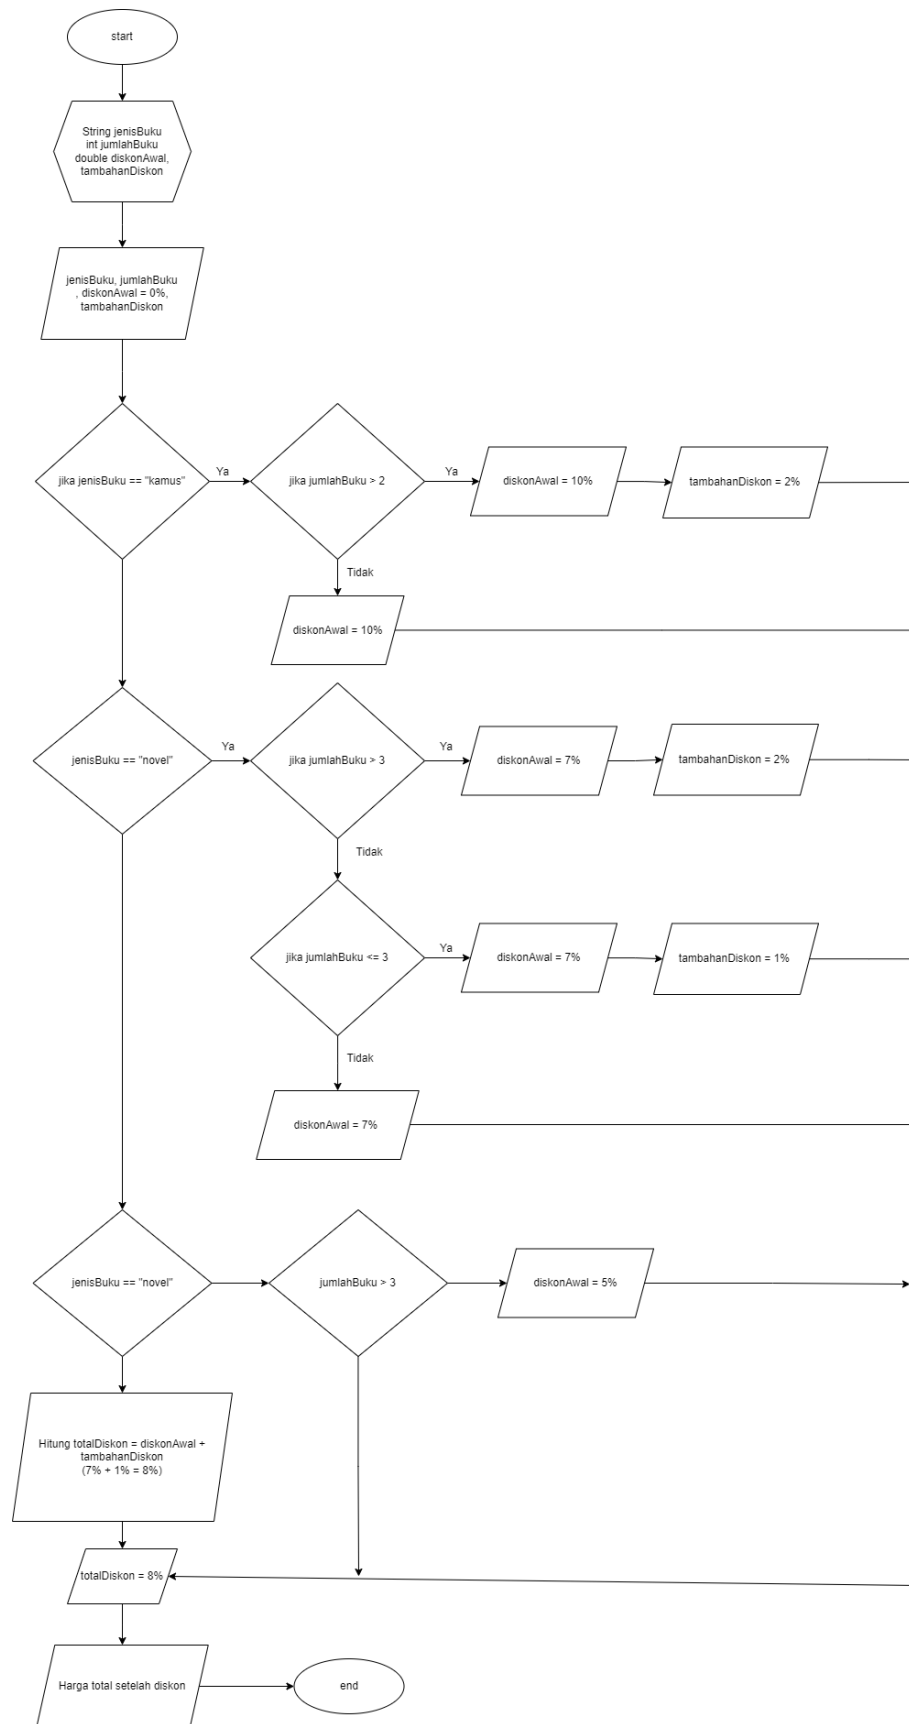 start
String jenisBuku
int jumlahBuku
double diskonAwal,
tambahanDiskon
jenisBuku, jumlahBuku
, diskonAwal = 0%,
tambahanDiskon
jika jenisBuku == "kamus"
Ya
jika jumlahBuku > 2
Ya
diskonAwal = 10%
tambahanDiskon = 2%
Tidak
diskonAwal = 10%
jenisBuku == "novel"
Ya
jika jumlahBuku > 3
Ya
diskonAwal = 7%
tambahanDiskon = 2%
Tidak
jika jumlahBuku <= 3
Ya
diskonAwal = 7%
tambahanDiskon = 1%
Tidak
diskonAwal = 7%
jenisBuku == "novel"
jumlahBuku > 3
diskonAwal = 5%
Hitung totalDiskon = diskonAwal +
tambahanDiskon
(7% + 1% = 8%)
totalDiskon = 8%
Harga total setelah diskon
end